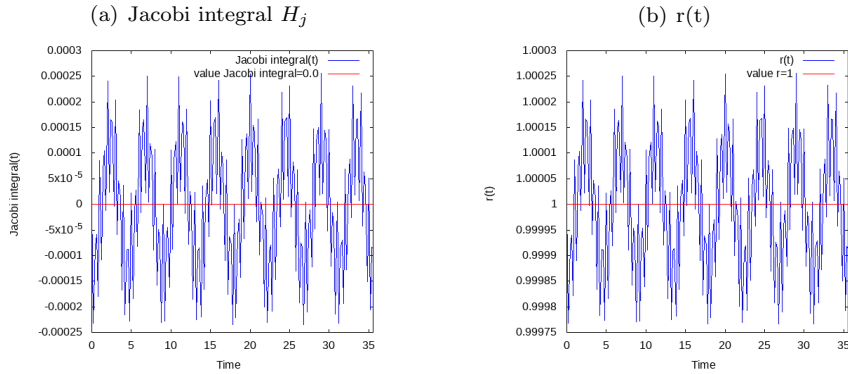 (a) Jacobi integral H_j
Jacobi integral(t)
value Jacobi integral=0.0
0.0003
0.00025
0.0002
0.00015
0.0001
5x10⁻⁵
0
-5x10⁻⁵
-0.0001
-0.00015
-0.0002
-0.00025
Jacobi integral(t)
0 5 10 15 20 25 30 35
Time
(b) r(t)
r(t)
value r=1
1.0003
1.00025
1.0002
1.00015
1.0001
1.00005
1
0.99995
0.9999
0.99985
0.9998
0.99975
r(t)
0 5 10 15 20 25 30 35
Time